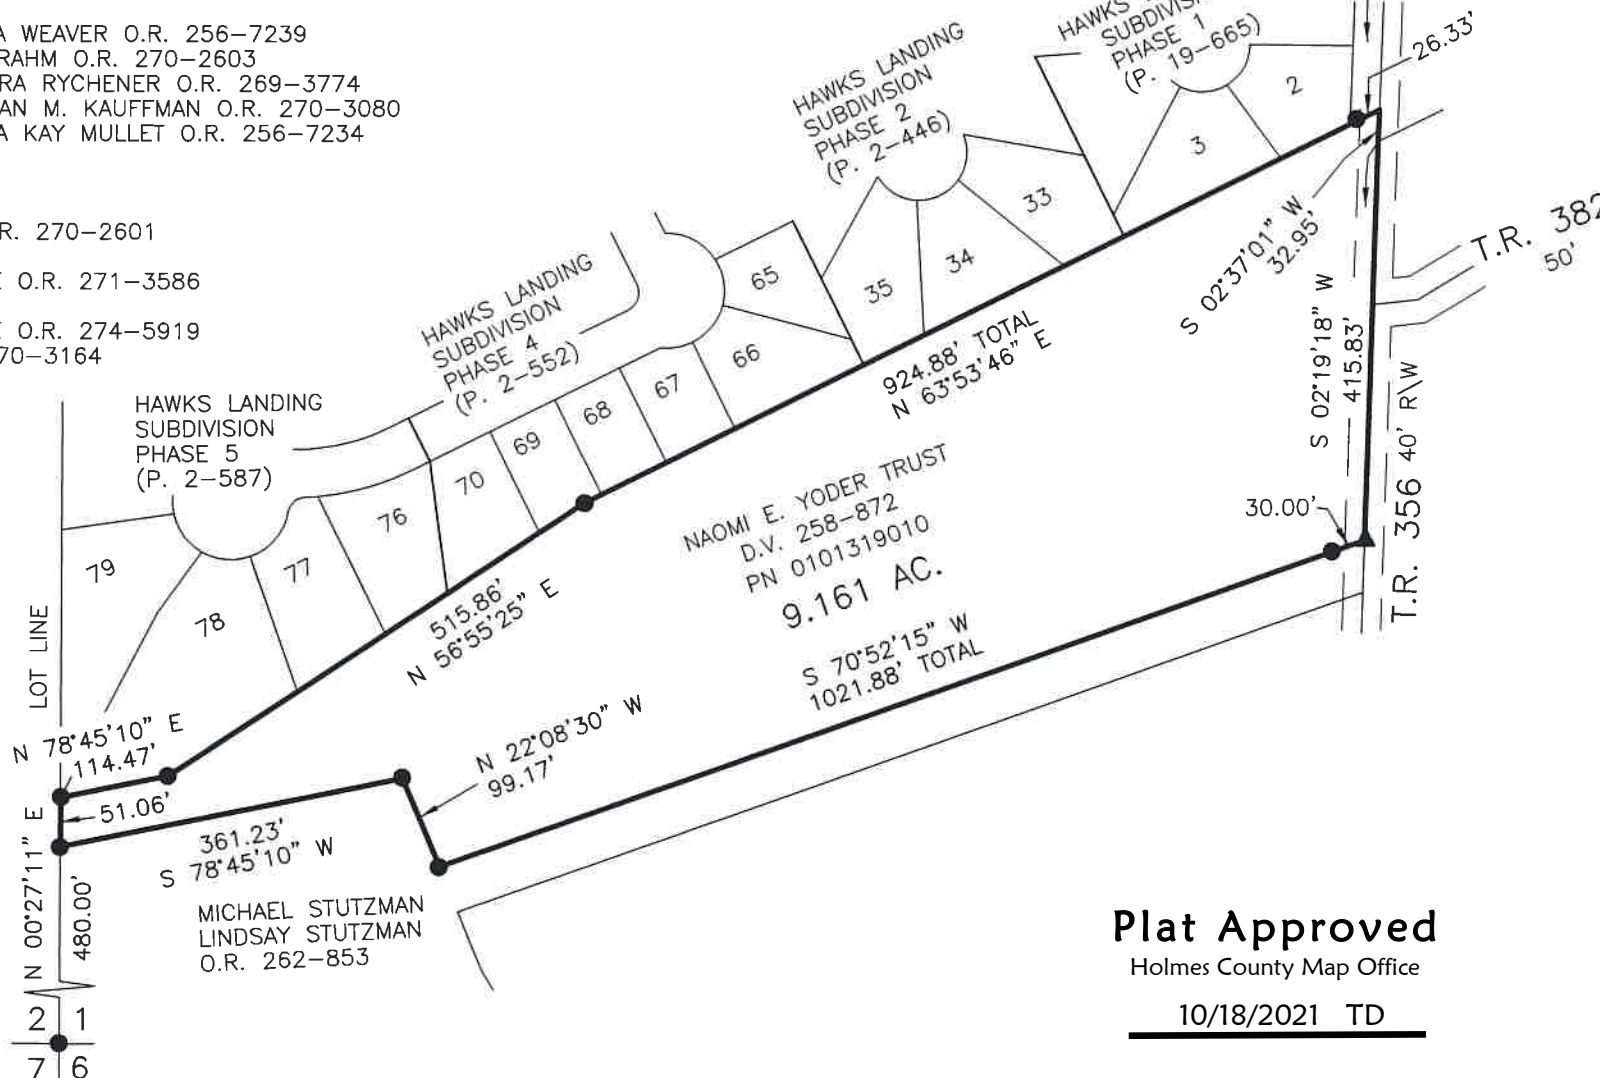 A WEAVER O.R. 256-7239
RAHM O.R. 270-2603
RA RYCHENER O.R. 269-3774
AN M. KAUFFMAN O.R. 270-3080
A KAY MULLET O.R. 256-7234
R. 270-2601
E O.R. 271-3586
E O.R. 274-5919
70-3164
HAWKS LANDING
SUBDIVISION
PHASE 5
(P. 2-587)
HAWKS LANDING
SUBDIVISION
PHASE 4
(P. 2-552)
HAWKS LANDING
SUBDIVISION
PHASE 2
(P. 2-446)
HAWKS
SUBDIVISI
PHASE 1
(P. 19-665)
26.33'
2
3
33
34
35
65
66
67
68
69
70
76
77
78
79
924.88' TOTAL
N 63°53'46" E
S 02°37'01" W
32.95'
S 02°19'18" W
415.83'
T.R. 382
50'
T.R. 356 40' R\W
30.00'
NAOMI E. YODER TRUST
D.V. 258-872
PN 0101319010
9.161 AC.
515.86'
N 56°55'25" E
S 70°52'15" W
1021.88' TOTAL
LOT LINE
N 78°45'10" E
114.47'
51.06'
N 22°08'30" W
99.17'
361.23'
S 78°45'10" W
N 00°27'11" E
480.00'
MICHAEL STUTZMAN
LINDSAY STUTZMAN
O.R. 262-853
2 1
7 6
Plat Approved
Holmes County Map Office
10/18/2021 TD